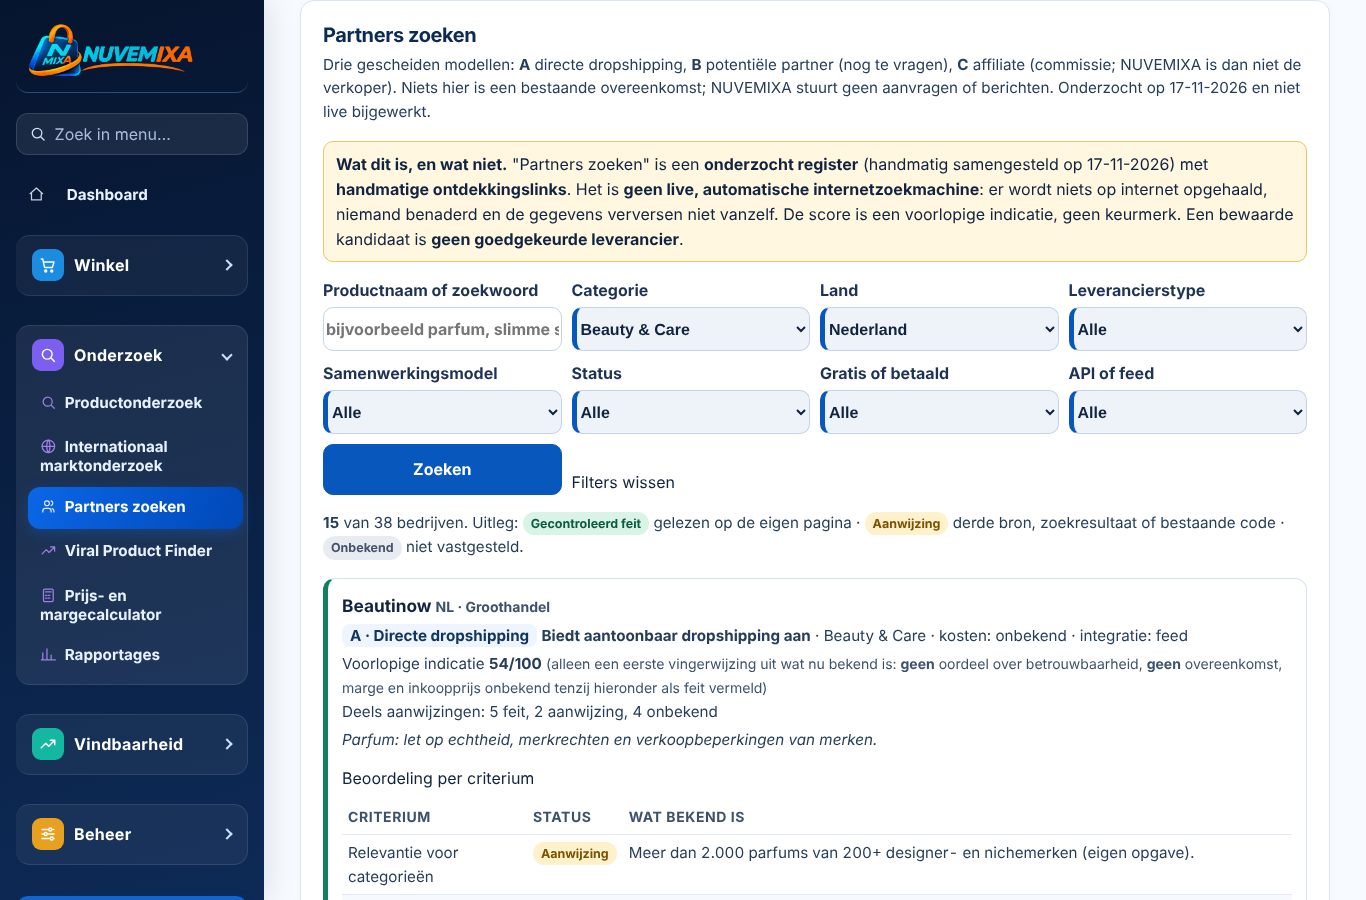 N
MIXA
NUVEMIXA
Zoek in menu...
Dashboard
Winkel
Onderzoek
Productonderzoek
Internationaal
marktonderzoek
Partners zoeken
Viral Product Finder
Prijs- en
margecalculator
Rapportages
Vindbaarheid
Beheer
Partners zoeken
Drie gescheiden modellen: A directe dropshipping, B potentiële partner (nog te vragen), C affiliate (commissie; NUVEMIXA is dan niet de
verkoper). Niets hier is een bestaande overeenkomst; NUVEMIXA stuurt geen aanvragen of berichten. Onderzocht op 17-11-2026 en niet
live bijgewerkt.
Wat dit is, en wat niet. "Partners zoeken" is een onderzocht register (handmatig samengesteld op 17-11-2026) met
handmatige ontdekkingslinks. Het is geen live, automatische internetzoekmachine: er wordt niets op internet opgehaald,
niemand benaderd en de gegevens verversen niet vanzelf. De score is een voorlopige indicatie, geen keurmerk. Een bewaarde
kandidaat is geen goedgekeurde leverancier.
Productnaam of zoekwoord Categorie Land Leverancierstype
bijvoorbeeld parfum, slimme s Beauty & Care Nederland Alle
Samenwerkingsmodel Status Gratis of betaald API of feed
Alle Alle Alle Alle
Zoeken Filters wissen
15 van 38 bedrijven. Uitleg: Gecontroleerd feit gelezen op de eigen pagina · Aanwijzing derde bron, zoekresultaat of bestaande code ·
Onbekend niet vastgesteld.
Beautinow NL · Groothandel
A · Directe dropshipping Biedt aantoonbaar dropshipping aan · Beauty & Care · kosten: onbekend · integratie: feed
Voorlopige indicatie 54/100 (alleen een eerste vingerwijzing uit wat nu bekend is: geen oordeel over betrouwbaarheid, geen overeenkomst,
marge en inkoopprijs onbekend tenzij hieronder als feit vermeld)
Deels aanwijzingen: 5 feit, 2 aanwijzing, 4 onbekend
Parfum: let op echtheid, merkrechten en verkoopbeperkingen van merken.
Beoordeling per criterium
CRITERIUM STATUS WAT BEKEND IS
Relevantie voor
categorieën Aanwijzing Meer dan 2.000 parfums van 200+ designer- en nichemerken (eigen opgave).